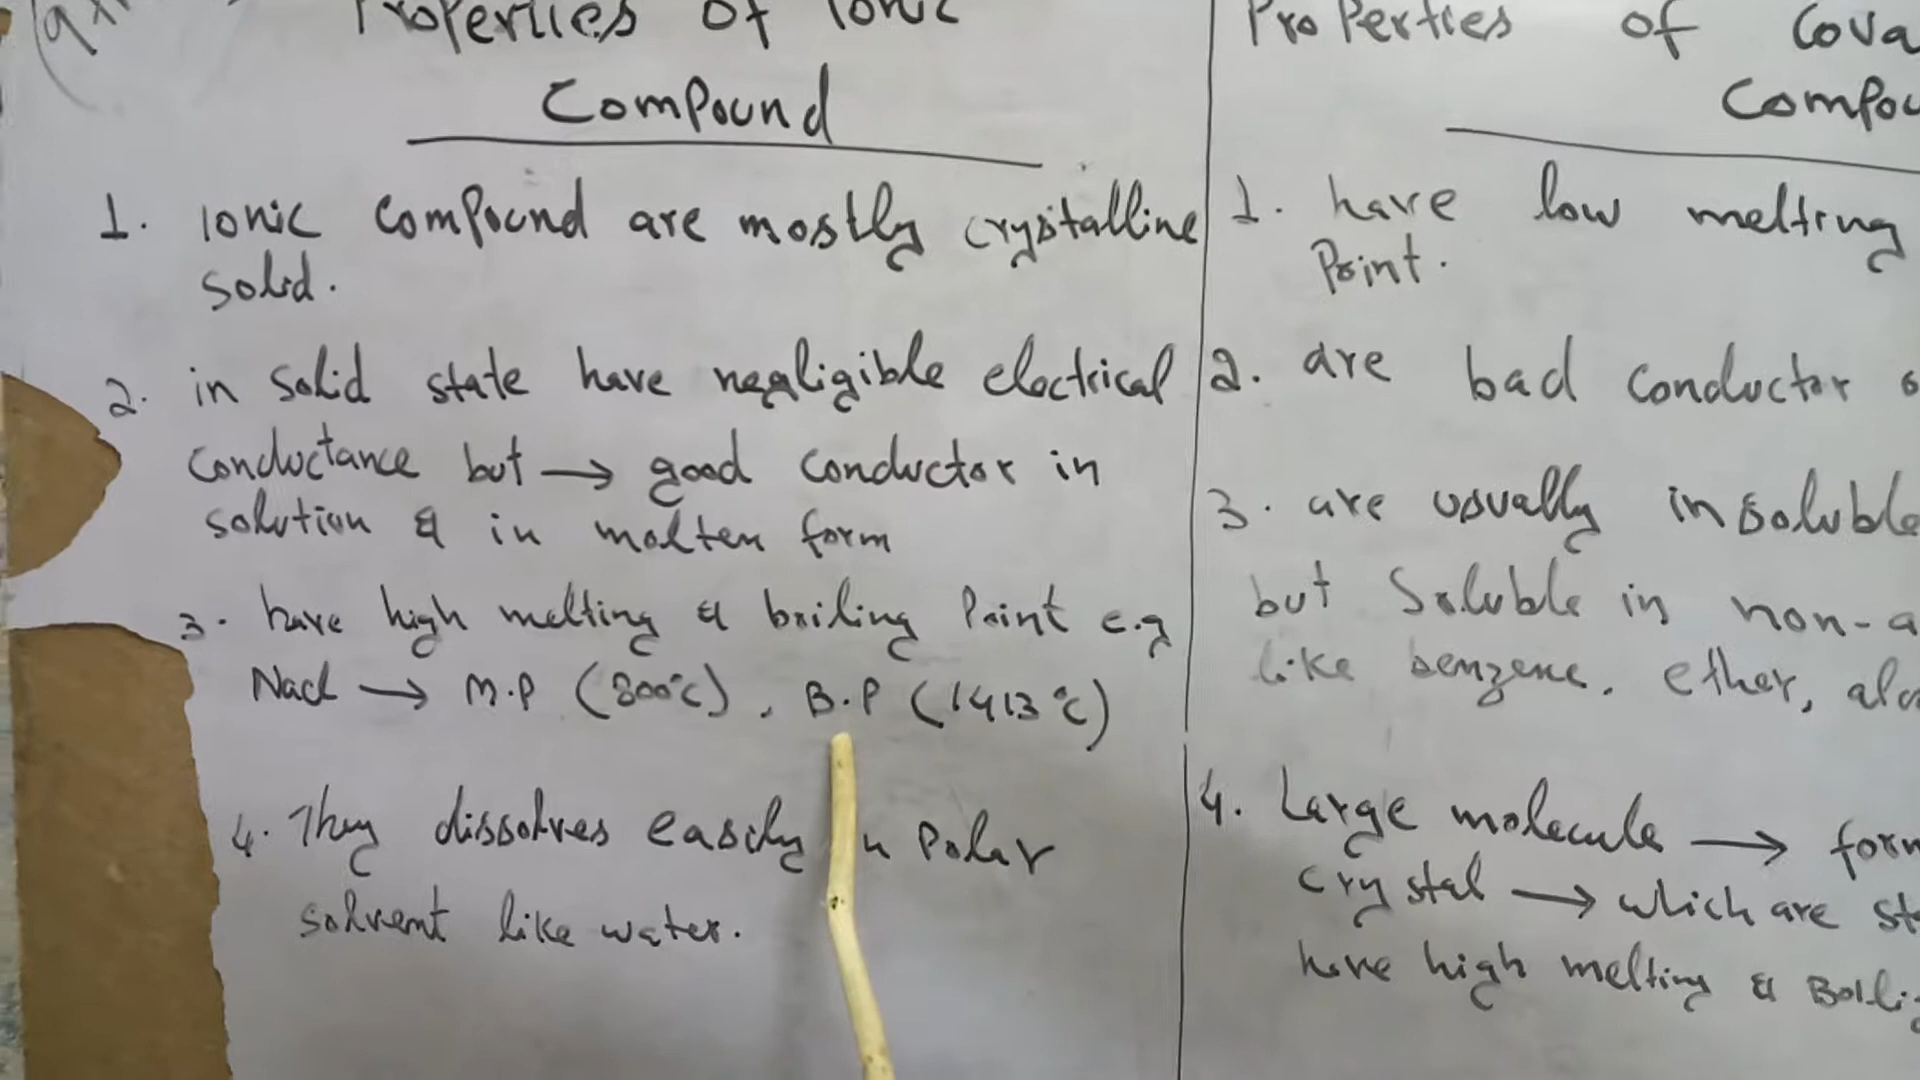 Properties of Ionic
Compound
1. Ionic Compound are mostly crystalline
solid.
2. in solid state have negligible electrical
Conductance but → good conductor in
solution & in molten form
3. have high melting & boiling Point e.g
Nacl → M.P (800°C), B.P (1413°C)
4. They dissolves easily in Polar
solvent like water.
Properties of Cova
Compou
1. have low melting
Point.
2. are bad conductor o
3. are usually insoluble
but Soluble in non-a
like benzene, ether, alco
4. Large molecule → form
crystal → which are sta
have high melting & Boili